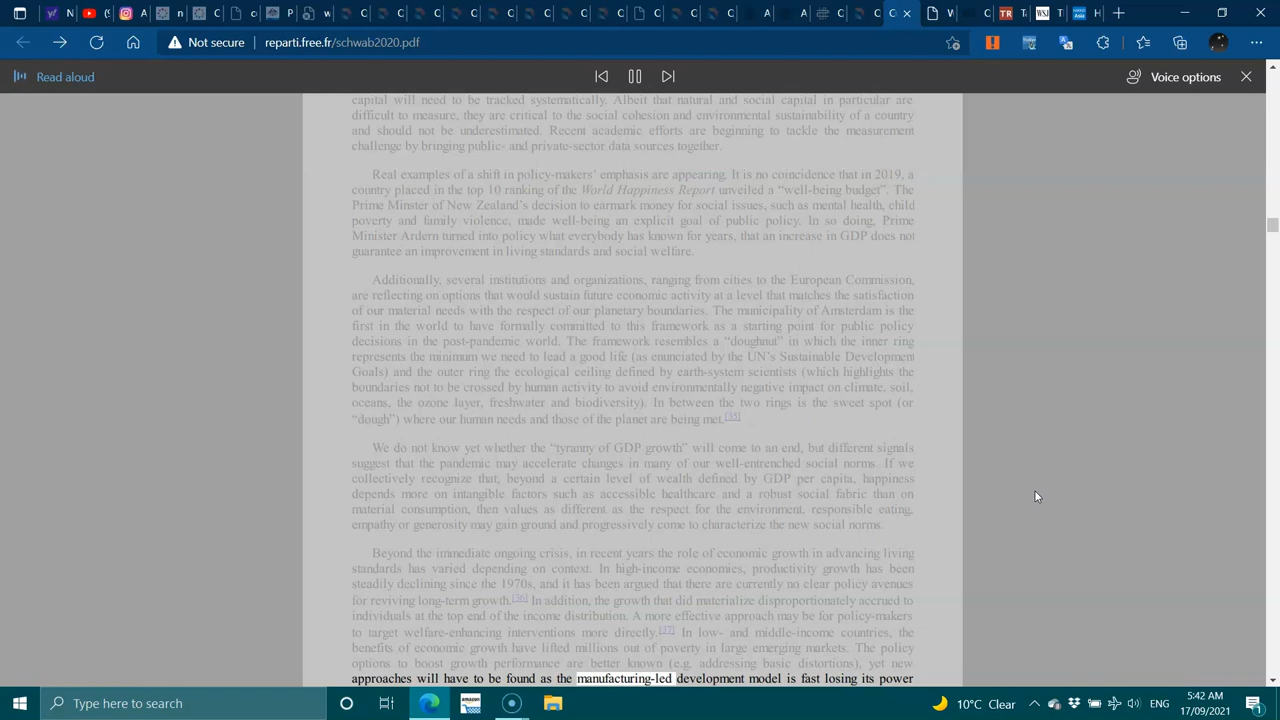 N
A
n
C
P
w
C
C
C
C
C
C
C
C
C
A
A
C
C
W
C
TR
T
WSJ
T
Asia
H
Not secure
reparti.free.fr/schwab2020.pdf
Read aloud
Voice options
capital will need to be tracked systematically. Albeit that natural and social capital in particular are
difficult to measure, they are critical to the social cohesion and environmental sustainability of a country
and should not be underestimated. Recent academic efforts are beginning to tackle the measurement
challenge by bringing public- and private-sector data sources together.
Real examples of a shift in policy-makers’ emphasis are appearing. It is no coincidence that in 2019, a
country placed in the top 10 ranking of the World Happiness Report unveiled a “well-being budget”. The
Prime Minster of New Zealand’s decision to earmark money for social issues, such as mental health, child
poverty and family violence, made well-being an explicit goal of public policy. In so doing, Prime
Minister Ardern turned into policy what everybody has known for years, that an increase in GDP does not
guarantee an improvement in living standards and social welfare.
Additionally, several institutions and organizations, ranging from cities to the European Commission,
are reflecting on options that would sustain future economic activity at a level that matches the satisfaction
of our material needs with the respect of our planetary boundaries. The municipality of Amsterdam is the
first in the world to have formally committed to this framework as a starting point for public policy
decisions in the post-pandemic world. The framework resembles a “doughnut” in which the inner ring
represents the minimum we need to lead a good life (as enunciated by the UN’s Sustainable Development
Goals) and the outer ring the ecological ceiling defined by earth-system scientists (which highlights the
boundaries not to be crossed by human activity to avoid environmentally negative impact on climate, soil,
oceans, the ozone layer, freshwater and biodiversity). In between the two rings is the sweet spot (or
“dough”) where our human needs and those of the planet are being met.[35]
We do not know yet whether the “tyranny of GDP growth” will come to an end, but different signals
suggest that the pandemic may accelerate changes in many of our well-entrenched social norms. If we
collectively recognize that, beyond a certain level of wealth defined by GDP per capita, happiness
depends more on intangible factors such as accessible healthcare and a robust social fabric than on
material consumption, then values as different as the respect for the environment, responsible eating,
empathy or generosity may gain ground and progressively come to characterize the new social norms.
Beyond the immediate ongoing crisis, in recent years the role of economic growth in advancing living
standards has varied depending on context. In high-income economies, productivity growth has been
steadily declining since the 1970s, and it has been argued that there are currently no clear policy avenues
for reviving long-term growth.[36] In addition, the growth that did materialize disproportionately accrued to
individuals at the top end of the income distribution. A more effective approach may be for policy-makers
to target welfare-enhancing interventions more directly.[37] In low- and middle-income countries, the
benefits of economic growth have lifted millions out of poverty in large emerging markets. The policy
options to boost growth performance are better known (e.g. addressing basic distortions), yet new
approaches will have to be found as the manufacturing-led development model is fast losing its power
Type here to search
amazon
10°C Clear
ENG
5:42 AM
17/09/2021